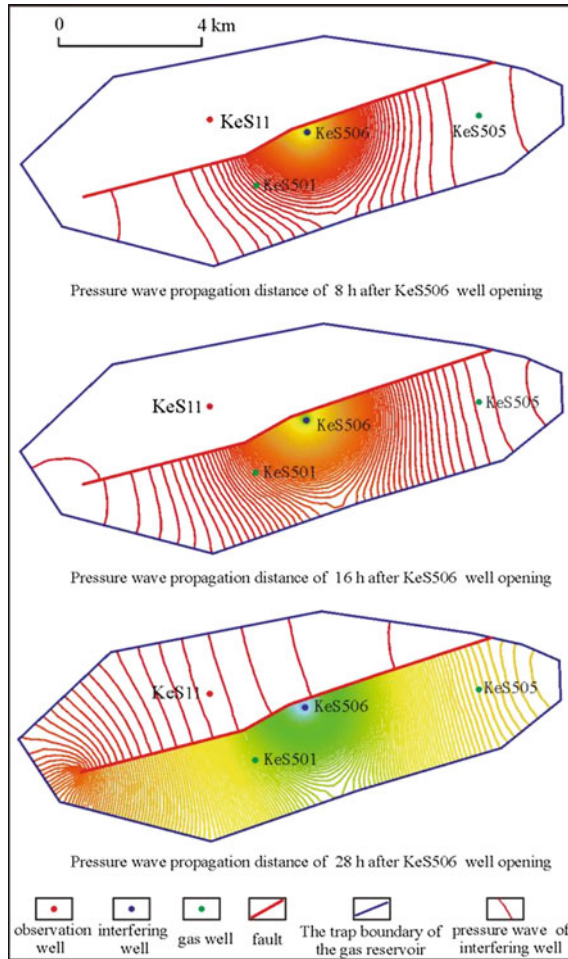 0 4 km
KeS11
KeS506
KeS505
KeS501
Pressure wave propagation distance of 8 h after KeS506 well opening
KeS11
KeS506
KeS505
KeS501
Pressure wave propagation distance of 16 h after KeS506 well opening
KeS11
KeS506
KeS505
KeS501
Pressure wave propagation distance of 28 h after KeS506 well opening
observation
well
interfering
well
gas well
fault
The trap boundary of
the gas reservoir
pressure wave of
interfering well